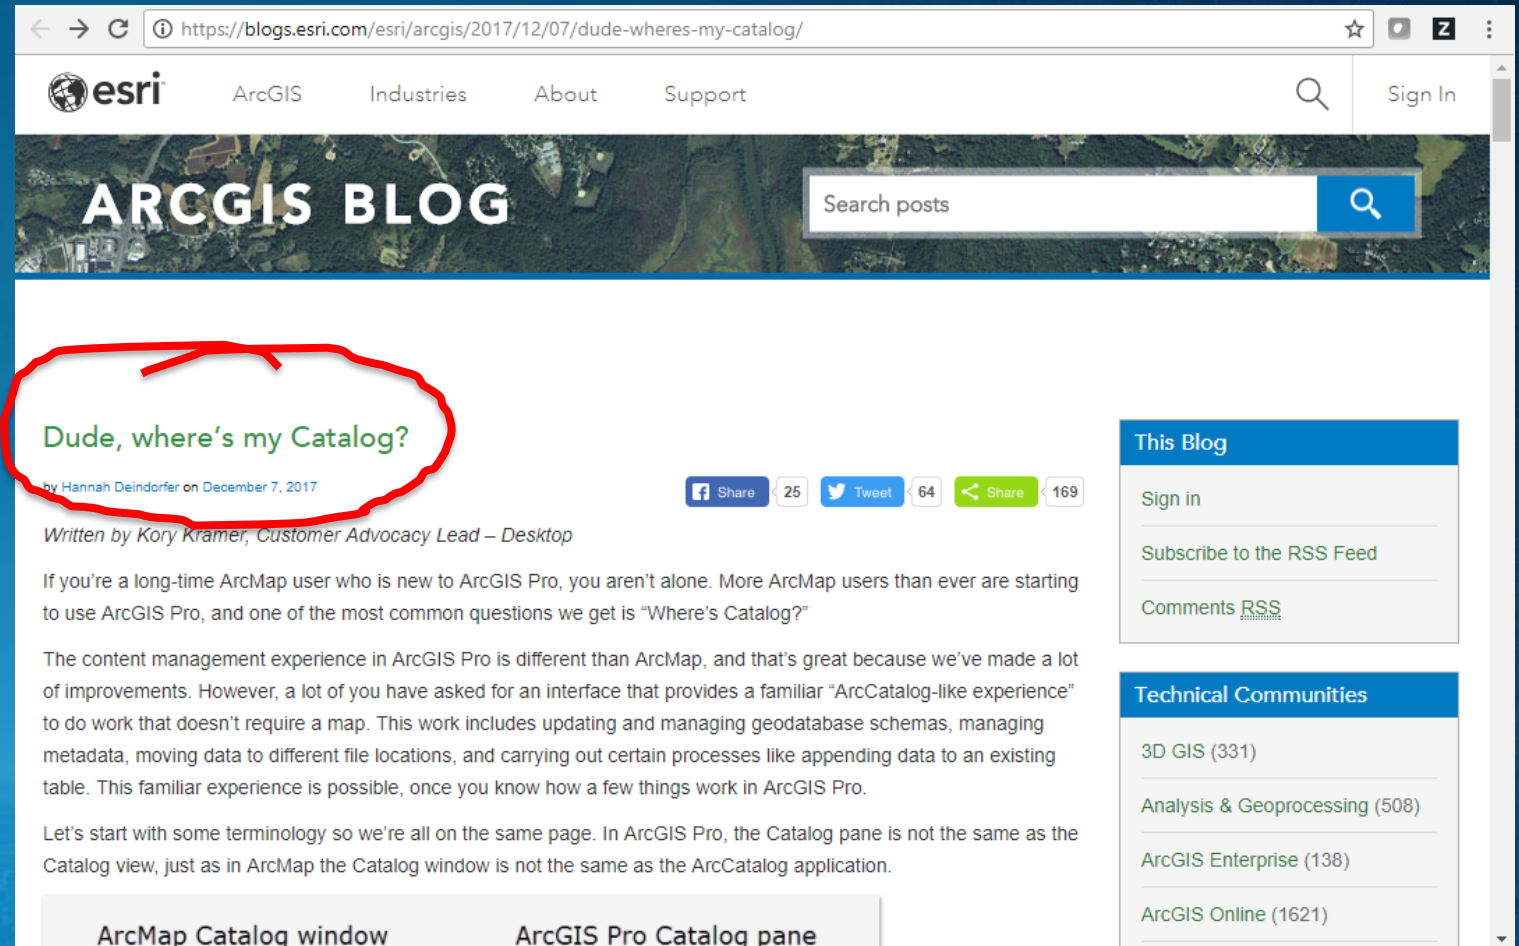 https://blogs.esri.com/esri/arcgis/2017/12/07/dude-wheres-my-catalog/
Z
esri
ArcGIS
Industries
About
Support
Sign In
ARCGIS BLOG
Search posts
Dude, where's my Catalog?
by Hannah Deindorfer on December 7, 2017
Share 25
Tweet 64
Share 169
Written by Kory Kramer, Customer Advocacy Lead – Desktop
If you're a long-time ArcMap user who is new to ArcGIS Pro, you aren't alone. More ArcMap users than ever are starting
to use ArcGIS Pro, and one of the most common questions we get is “Where's Catalog?”
The content management experience in ArcGIS Pro is different than ArcMap, and that's great because we've made a lot
of improvements. However, a lot of you have asked for an interface that provides a familiar “ArcCatalog-like experience”
to do work that doesn't require a map. This work includes updating and managing geodatabase schemas, managing
metadata, moving data to different file locations, and carrying out certain processes like appending data to an existing
table. This familiar experience is possible, once you know how a few things work in ArcGIS Pro.
Let's start with some terminology so we're all on the same page. In ArcGIS Pro, the Catalog pane is not the same as the
Catalog view, just as in ArcMap the Catalog window is not the same as the ArcCatalog application.
ArcMap Catalog window
ArcGIS Pro Catalog pane
This Blog
Sign in
Subscribe to the RSS Feed
Comments RSS
Technical Communities
3D GIS (331)
Analysis & Geoprocessing (508)
ArcGIS Enterprise (138)
ArcGIS Online (1621)